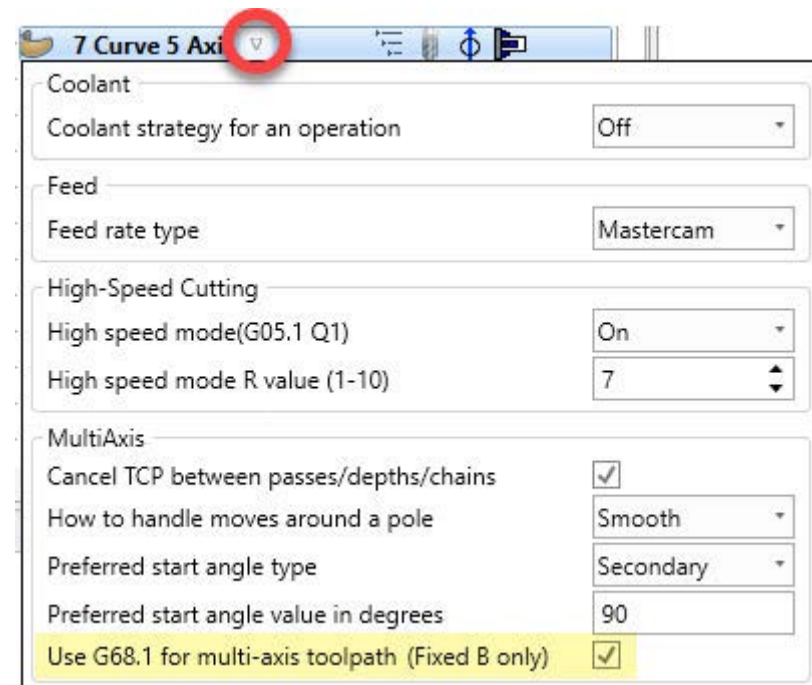 7 Curve 5 Axi
Coolant
Coolant strategy for an operation Off
Feed
Feed rate type Mastercam
High-Speed Cutting
High speed mode(G05.1 Q1) On
High speed mode R value (1-10) 7
MultiAxis
Cancel TCP between passes/depths/chains
How to handle moves around a pole Smooth
Preferred start angle type Secondary
Preferred start angle value in degrees 90
Use G68.1 for multi-axis toolpath (Fixed B only)